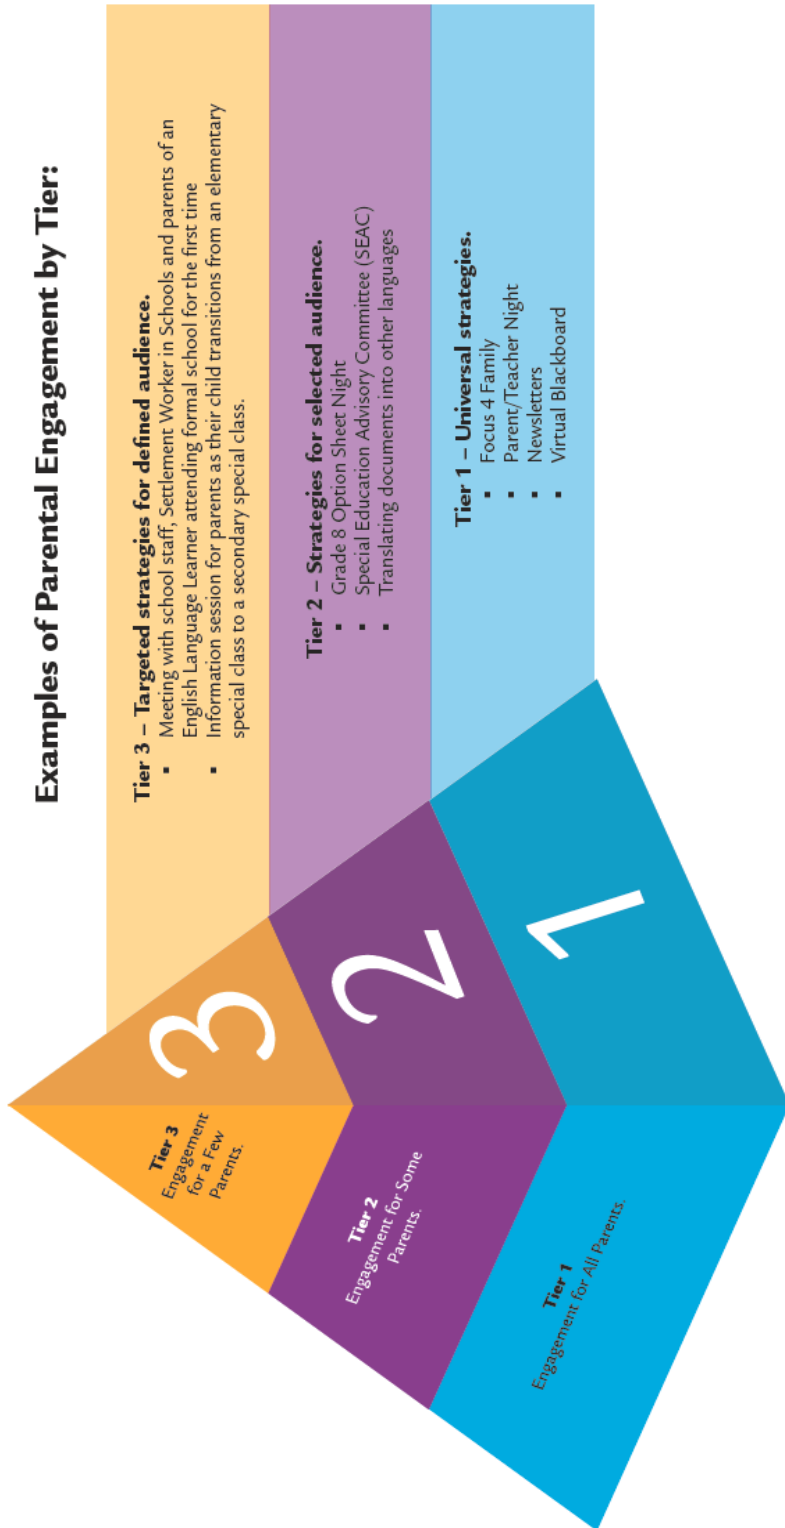 Examples of Parental Engagement by Tier:
Tier 3
Engagement
for a Few
Parents.
3
Tier 3 – Targeted strategies for defined audience.
▪ Meeting with school staff, Settlement Worker in Schools and parents of an
English Language Learner attending formal school for the first time
▪ Information session for parents as their child transitions from an elementary
special class to a secondary special class.
Tier 2
Engagement for Some
Parents.
2
Tier 2 – Strategies for selected audience.
▪ Grade 8 Option Sheet Night
▪ Special Education Advisory Committee (SEAC)
▪ Translating documents into other languages
Tier 1
Engagement for All Parents.
1
Tier 1 – Universal strategies.
▪ Focus 4 Family
▪ Parent/Teacher Night
▪ Newsletters
▪ Virtual Blackboard